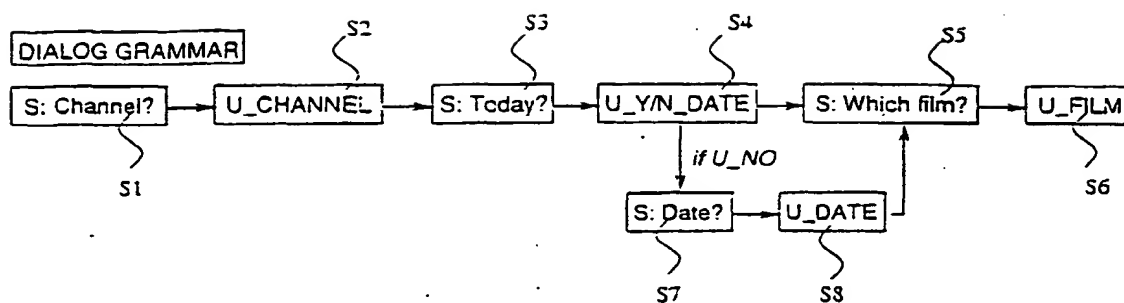 S2 S3 S4 S5
DIALOG GRAMMAR
S: Channel? U_CHANNEL S: Today? U_Y/N_DATE S: Which film? U_FILM
S1 if U_NO S6
S: Date? U_DATE
S7 S8